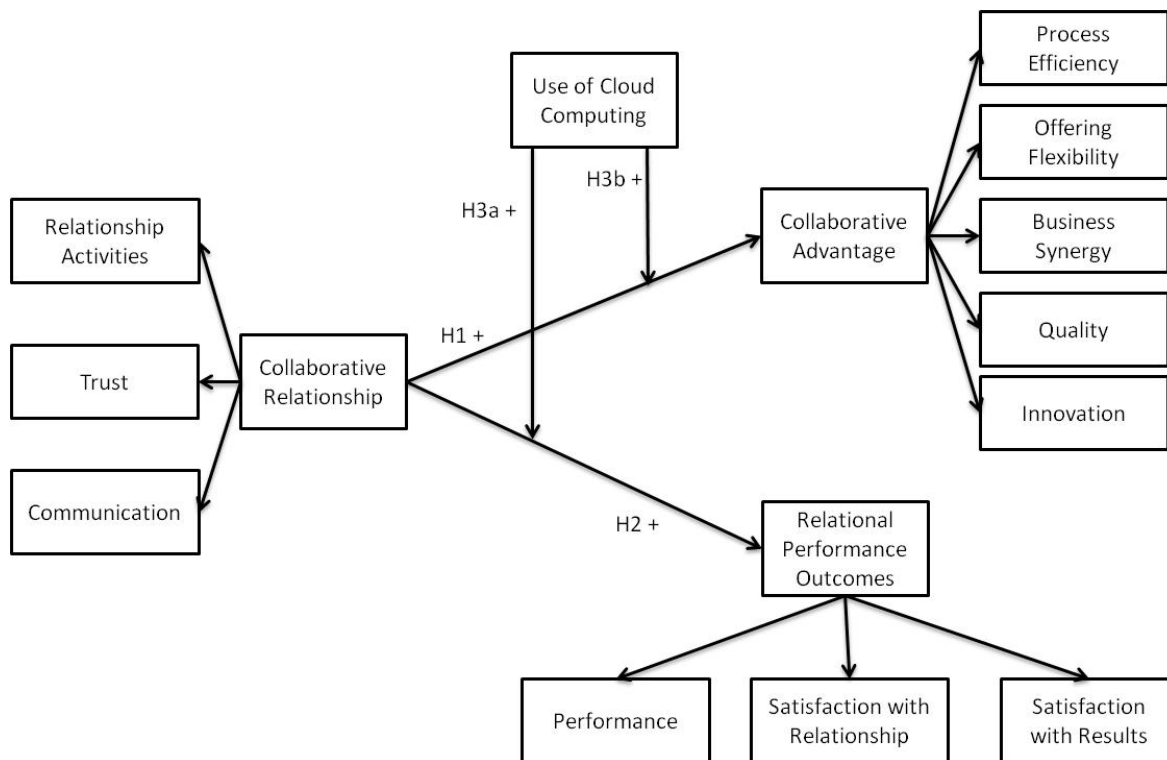 Process
Efficiency
Use of Cloud
Computing
Offering
Flexibility
H3b +
H3a +
Relationship
Activities
Collaborative
Advantage
Business
Synergy
H1 +
Quality
Trust
Collaborative
Relationship
Innovation
Communication
H2 +
Relational
Performance
Outcomes
Performance
Satisfaction with
Relationship
Satisfaction
with Results